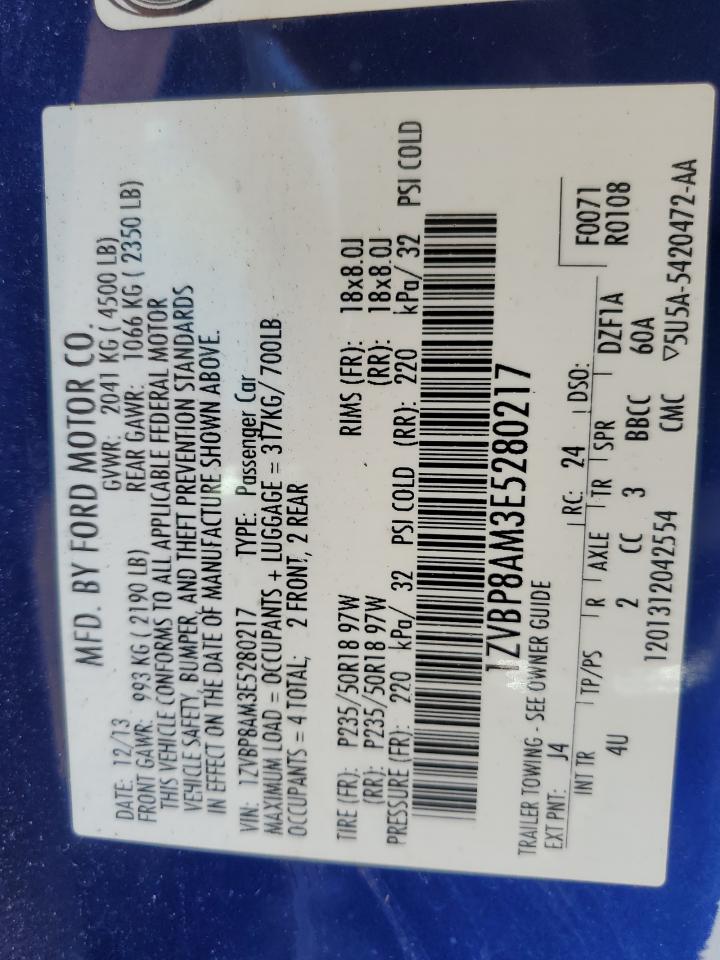 MFD. BY FORD MOTOR CO.
DATE: 12/13 GVWR: 2041 KG ( 4500 LB)
FRONT GAWR: 993 KG ( 2190 LB) REAR GAWR: 1066 KG ( 2350 LB)
THIS VEHICLE CONFORMS TO ALL APPLICABLE FEDERAL MOTOR
VEHICLE SAFETY, BUMPER, AND THEFT PREVENTION STANDARDS
IN EFFECT ON THE DATE OF MANUFACTURE SHOWN ABOVE.
VIN: 1ZVBP8AM3E5280217 TYPE: Passenger Car
MAXIMUM LOAD = OCCUPANTS + LUGGAGE = 317KG/ 700LB
OCCUPANTS = 4 TOTAL; 2 FRONT, 2 REAR
TIRE (FR): P235/50R18 97W RIMS (FR): 18x8.0J
(RR): P235/50R18 97W (RR): 18x8.0J
PRESSURE (FR): 220 kPa/ 32 PSI COLD (RR): 220 kPa/ 32 PSI COLD
1ZVBP8AM3E5280217
TRAILER TOWING - SEE OWNER GUIDE
EXT PNT: J4 RC: 24 DSO: F0071
R0108
INT TR TP/PS R AXLE TR SPR DZF1A
4U 2 CC 3 BBCC 60A
1201312042554 CMC ▽5U5A-5420472-AA